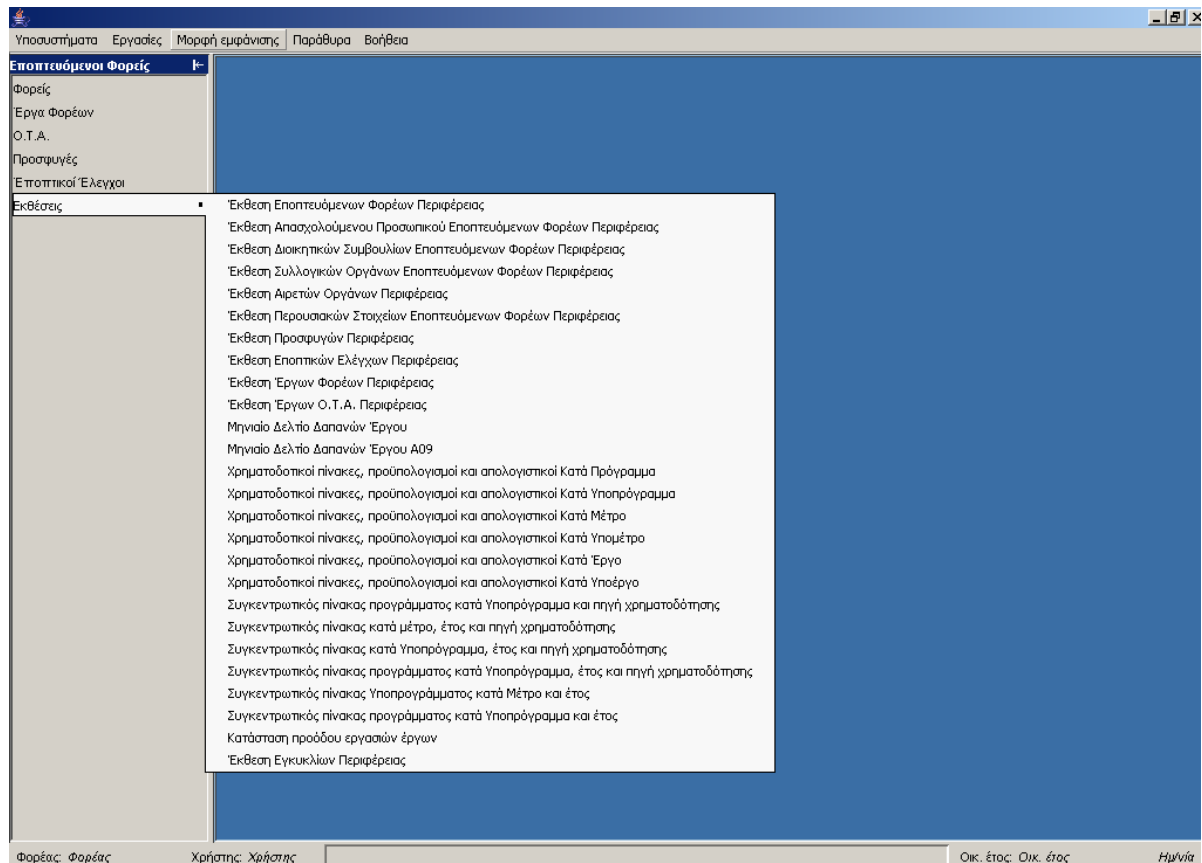 Υποσυστήματα Εργασίες Μορφή εμφάνισης Παράθυρα Βοήθεια
Εποπτευόμενοι Φορείς
Φορείς
Έργα Φορέων
Ο.Τ.Α.
Προσφυγές
Έποπτικοί Έλεγχοι
Εκθέσεις
Έκθεση Εποπτευόμενων Φορέων Περιφέρειας
Έκθεση Απασχολούμενου Προσωπικού Εποπτευόμενων Φορέων Περιφέρειας
Έκθεση Διοικητικών Συμβουλίων Εποπτευόμενων Φορέων Περιφέρειας
Έκθεση Συλλογικών Οργάνων Εποπτευόμενων Φορέων Περιφέρειας
Έκθεση Αιρετών Οργάνων Περιφέρειας
Έκθεση Περουσιακών Στοιχείων Εποπτευόμενων Φορέων Περιφέρειας
Έκθεση Προσφυγών Περιφέρειας
Έκθεση Εποπτικών Ελέγχων Περιφέρειας
Έκθεση Έργων Φορέων Περιφέρειας
Έκθεση Έργων Ο.Τ.Α. Περιφέρειας
Μηνιαίο Δελτίο Δαπανών Έργου
Μηνιαίο Δελτίο Δαπανών Έργου Α09
Χρηματοδοτικοί πίνακες, προϋπολογισμοί και απολογιστικοί Κατά Πρόγραμμα
Χρηματοδοτικοί πίνακες, προϋπολογισμοί και απολογιστικοί Κατά Υποπρόγραμμα
Χρηματοδοτικοί πίνακες, προϋπολογισμοί και απολογιστικοί Κατά Μέτρο
Χρηματοδοτικοί πίνακες, προϋπολογισμοί και απολογιστικοί Κατά Υπομέτρο
Χρηματοδοτικοί πίνακες, προϋπολογισμοί και απολογιστικοί Κατά Έργο
Χρηματοδοτικοί πίνακες, προϋπολογισμοί και απολογιστικοί Κατά Υποέργο
Συγκεντρωτικός πίνακας προγράμματος κατά Υποπρόγραμμα και πηγή χρηματοδότησης
Συγκεντρωτικός πίνακας κατά μέτρο, έτος και πηγή χρηματοδότησης
Συγκεντρωτικός πίνακας κατά Υποπρόγραμμα, έτος και πηγή χρηματοδότησης
Συγκεντρωτικός πίνακας προγράμματος κατά Υποπρόγραμμα, έτος και πηγή χρηματοδότησης
Συγκεντρωτικός πίνακας Υποπρογράμματος κατά Μέτρο και έτος
Συγκεντρωτικός πίνακας προγράμματος κατά Υποπρόγραμμα και έτος
Κατάσταση προόδου εργασιών έργων
Έκθεση Εγκυκλίων Περιφέρειας
Φορέας: Φορέας Χρήστης: Χρήστης Οικ. έτος: Οικ. έτος Ημ/νία